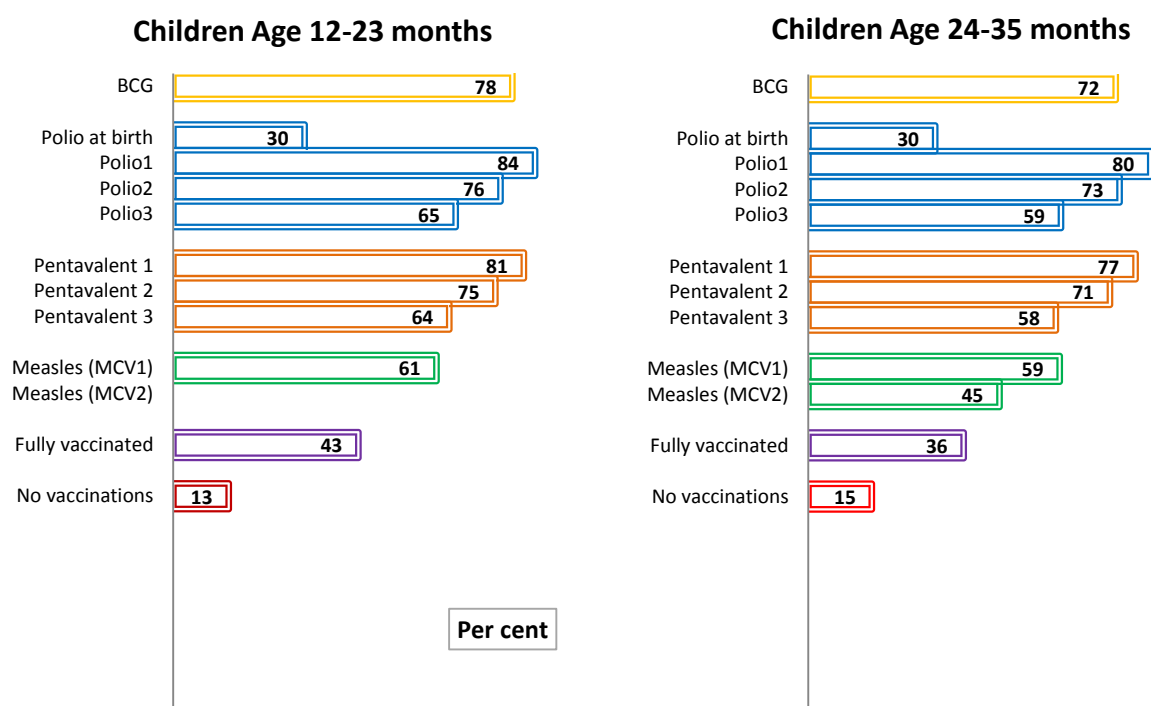 Children Age 12-23 months
BCG 78
Polio at birth 30
Polio1 84
Polio2 76
Polio3 65
Pentavalent 1 81
Pentavalent 2 75
Pentavalent 3 64
Measles (MCV1) 61
Measles (MCV2)
Fully vaccinated 43
No vaccinations 13
Per cent
Children Age 24-35 months
BCG 72
Polio at birth 30
Polio1 80
Polio2 73
Polio3 59
Pentavalent 1 77
Pentavalent 2 71
Pentavalent 3 58
Measles (MCV1) 59
Measles (MCV2) 45
Fully vaccinated 36
No vaccinations 15